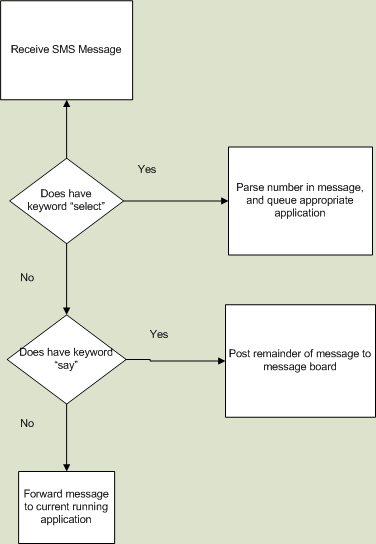 Receive SMS Message
Does have
keyword “select”
Yes
Parse number in message,
and queue appropriate
application
No
Does have keyword
“say”
Yes
Post remainder of message to
message board
No
Forward message
to current running
application